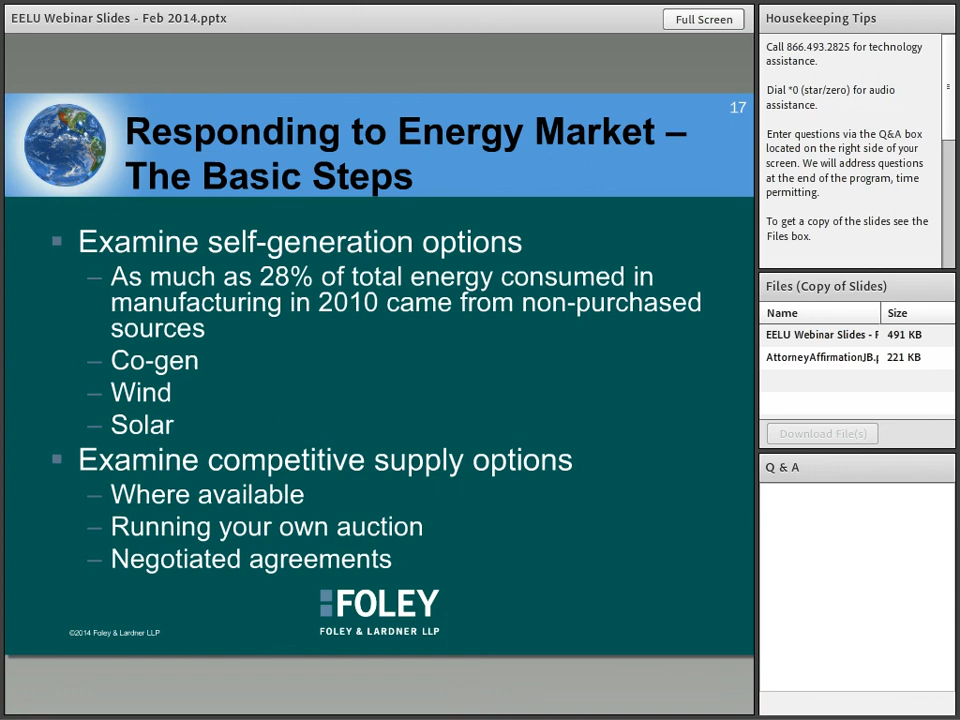 EELU Webinar Slides - Feb 2014.pptx
Full Screen
17
Responding to Energy Market –
The Basic Steps
▪ Examine self-generation options
– As much as 28% of total energy consumed in
manufacturing in 2010 came from non-purchased
sources
– Co-gen
– Wind
– Solar
▪ Examine competitive supply options
– Where available
– Running your own auction
– Negotiated agreements
FOLEY
FOLEY & LARDNER LLP
©2014 Foley & Lardner LLP
Housekeeping Tips
Call 866.493.2825 for technology
assistance.
Dial *0 (star/zero) for audio
assistance.
Enter questions via the Q&A box
located on the right side of your
screen. We will address questions
at the end of the program, time
permitting.
To get a copy of the slides see the
Files box.
Files (Copy of Slides)
Name Size
EELU Webinar Slides - F 491 KB
AttorneyAffirmationJB.p 221 KB
Download File(s)
Q & A